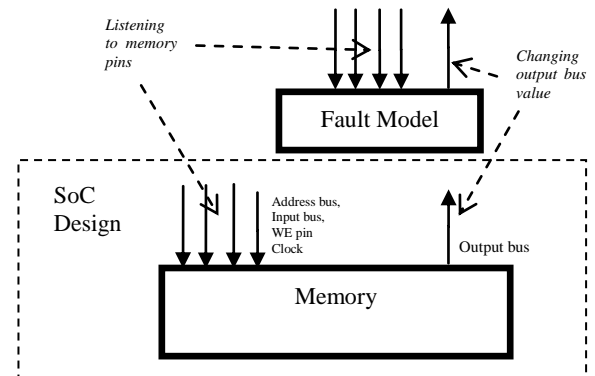 Listening
to memory
pins
Changing
output bus
value
Fault Model
SoC
Design
Address bus,
Input bus,
WE pin
Clock
Output bus
Memory